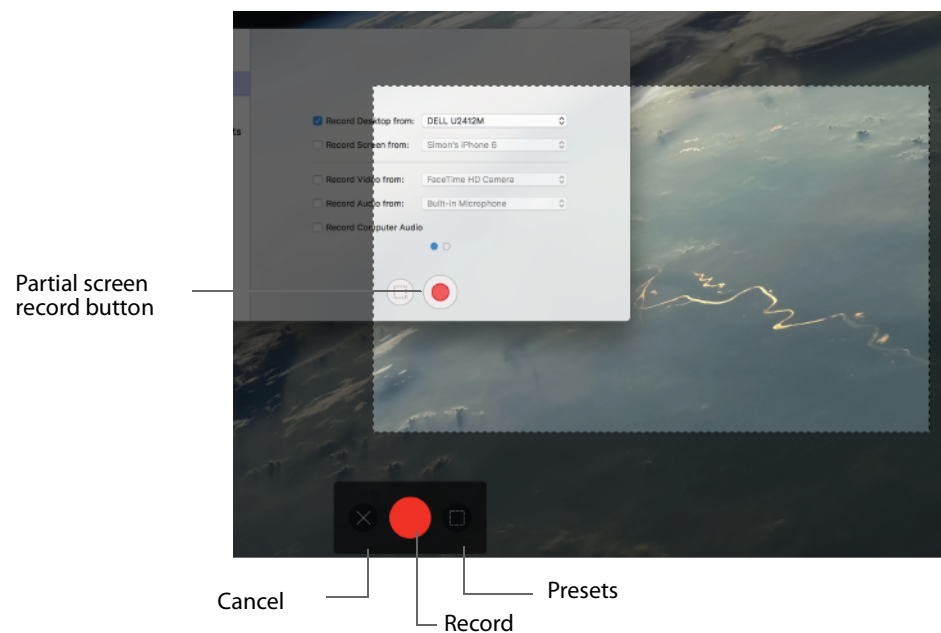 ts
Record Desktop from: DELL U2412M
Record Screen from: Simon's iPhone 6
Record Video from: FaceTime HD Camera
Record Audio from: Built-in Microphone
Record Computer Audio
Partial screen
record button
Cancel
Presets
Record